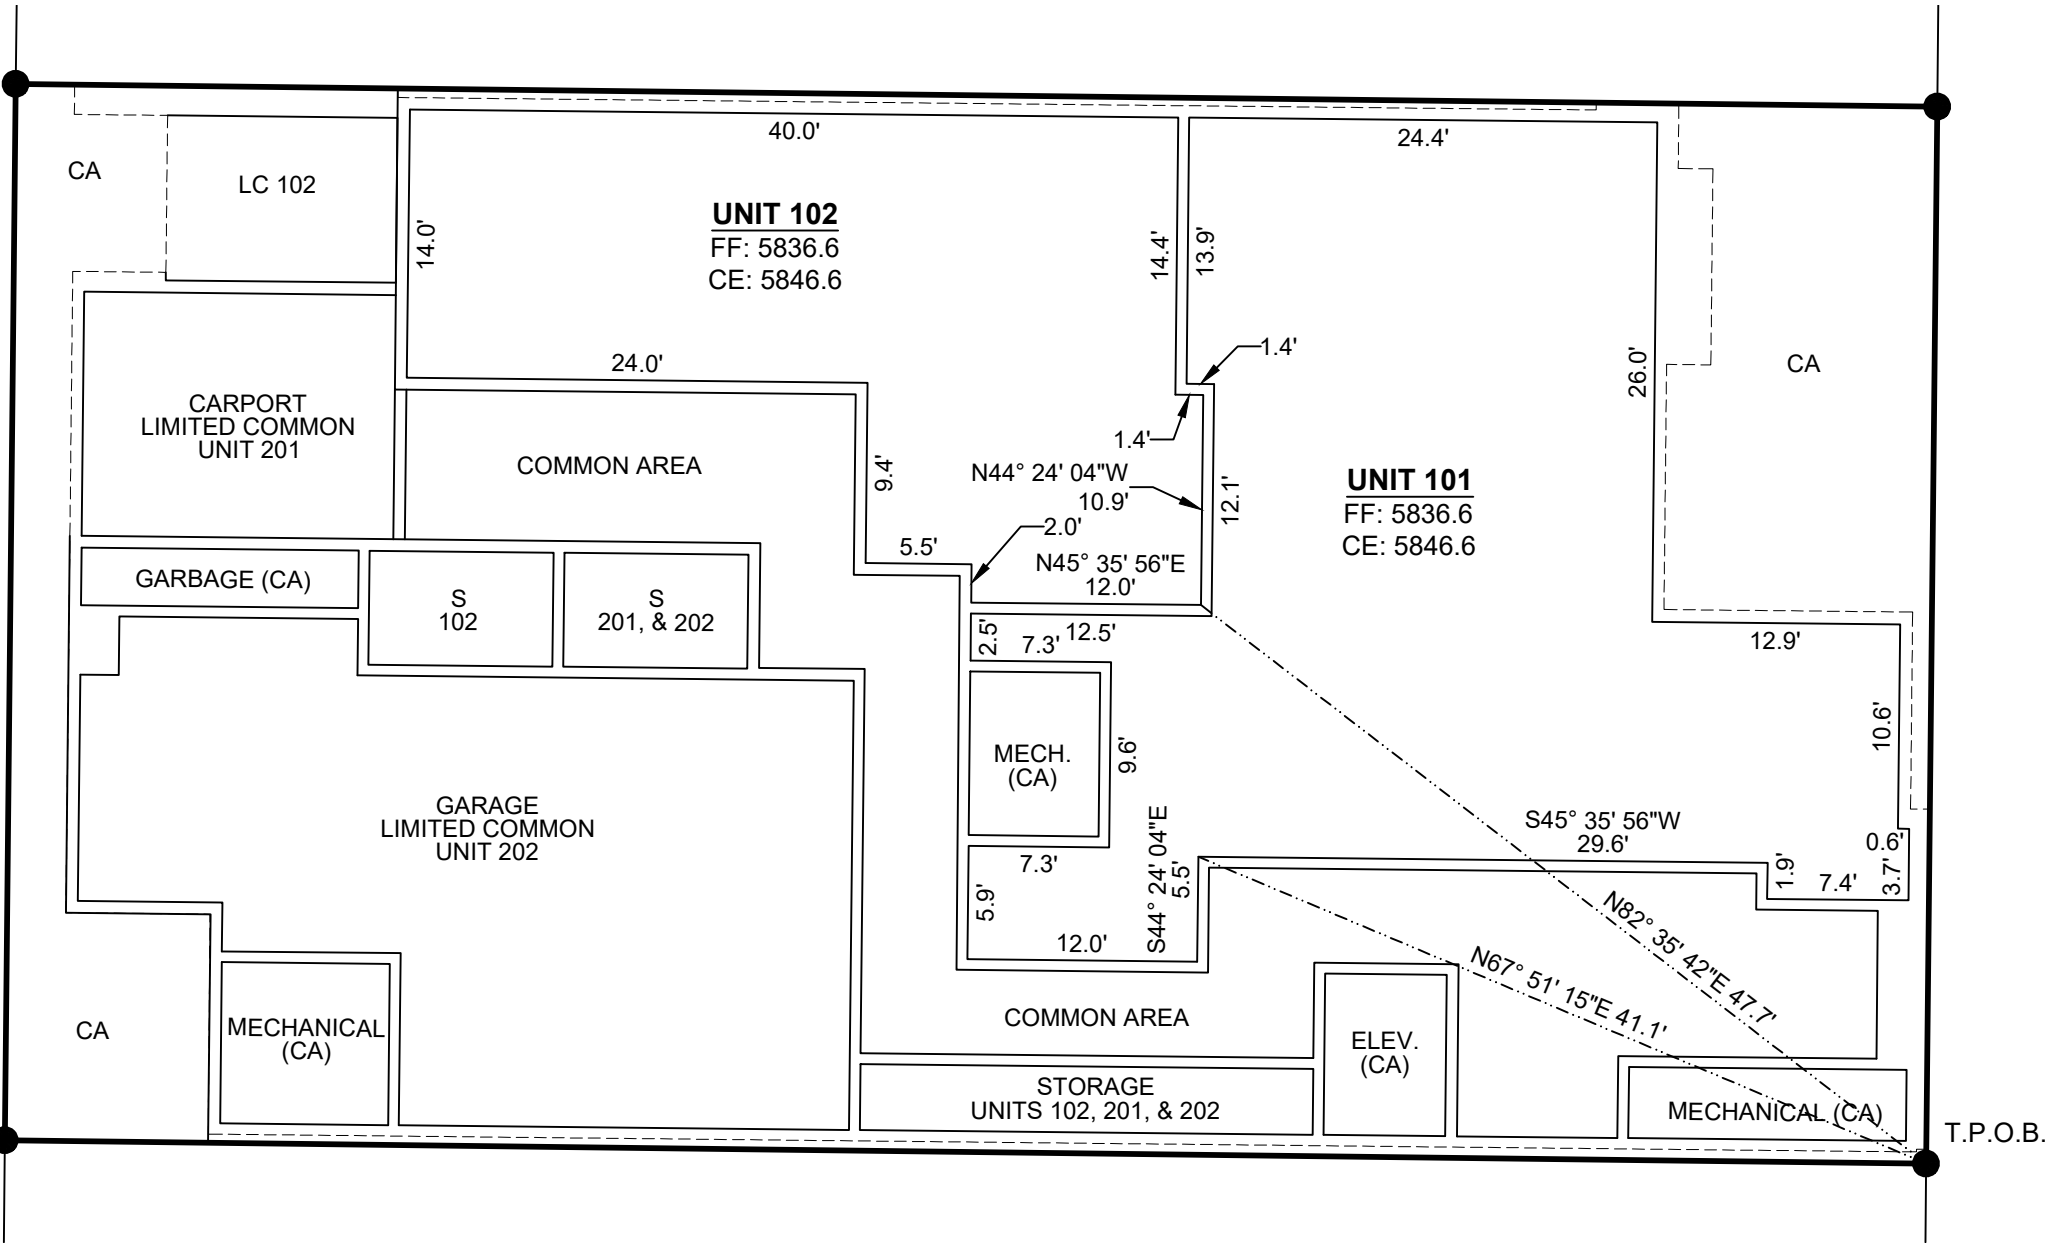 40.0'
24.4'
CA
LC 102
UNIT 102
FF: 5836.6
CE: 5846.6
14.0'
14.4'
13.9'
1.4'
24.0'
26.0'
CA
CARPORT
LIMITED COMMON
UNIT 201
COMMON AREA
1.4'
9.4'
N44° 24' 04"W
10.9'
12.1'
UNIT 101
FF: 5836.6
CE: 5846.6
2.0'
5.5'
N45° 35' 56"E
12.0'
GARBAGE (CA)
S
102
S
201, & 202
2.5'
7.3'
12.5'
12.9'
10.6'
MECH.
(CA)
9.6'
GARAGE
LIMITED COMMON
UNIT 202
S45° 35' 56"W
29.6'
0.6'
7.3'
S44° 24' 04"E
5.5'
1.9'
7.4'
3.7'
5.9'
12.0'
N82° 35' 42"E 47.7'
N67° 51' 15"E 41.1'
CA
MECHANICAL
(CA)
COMMON AREA
ELEV.
(CA)
STORAGE
UNITS 102, 201, & 202
MECHANICAL (CA)
T.P.O.B.